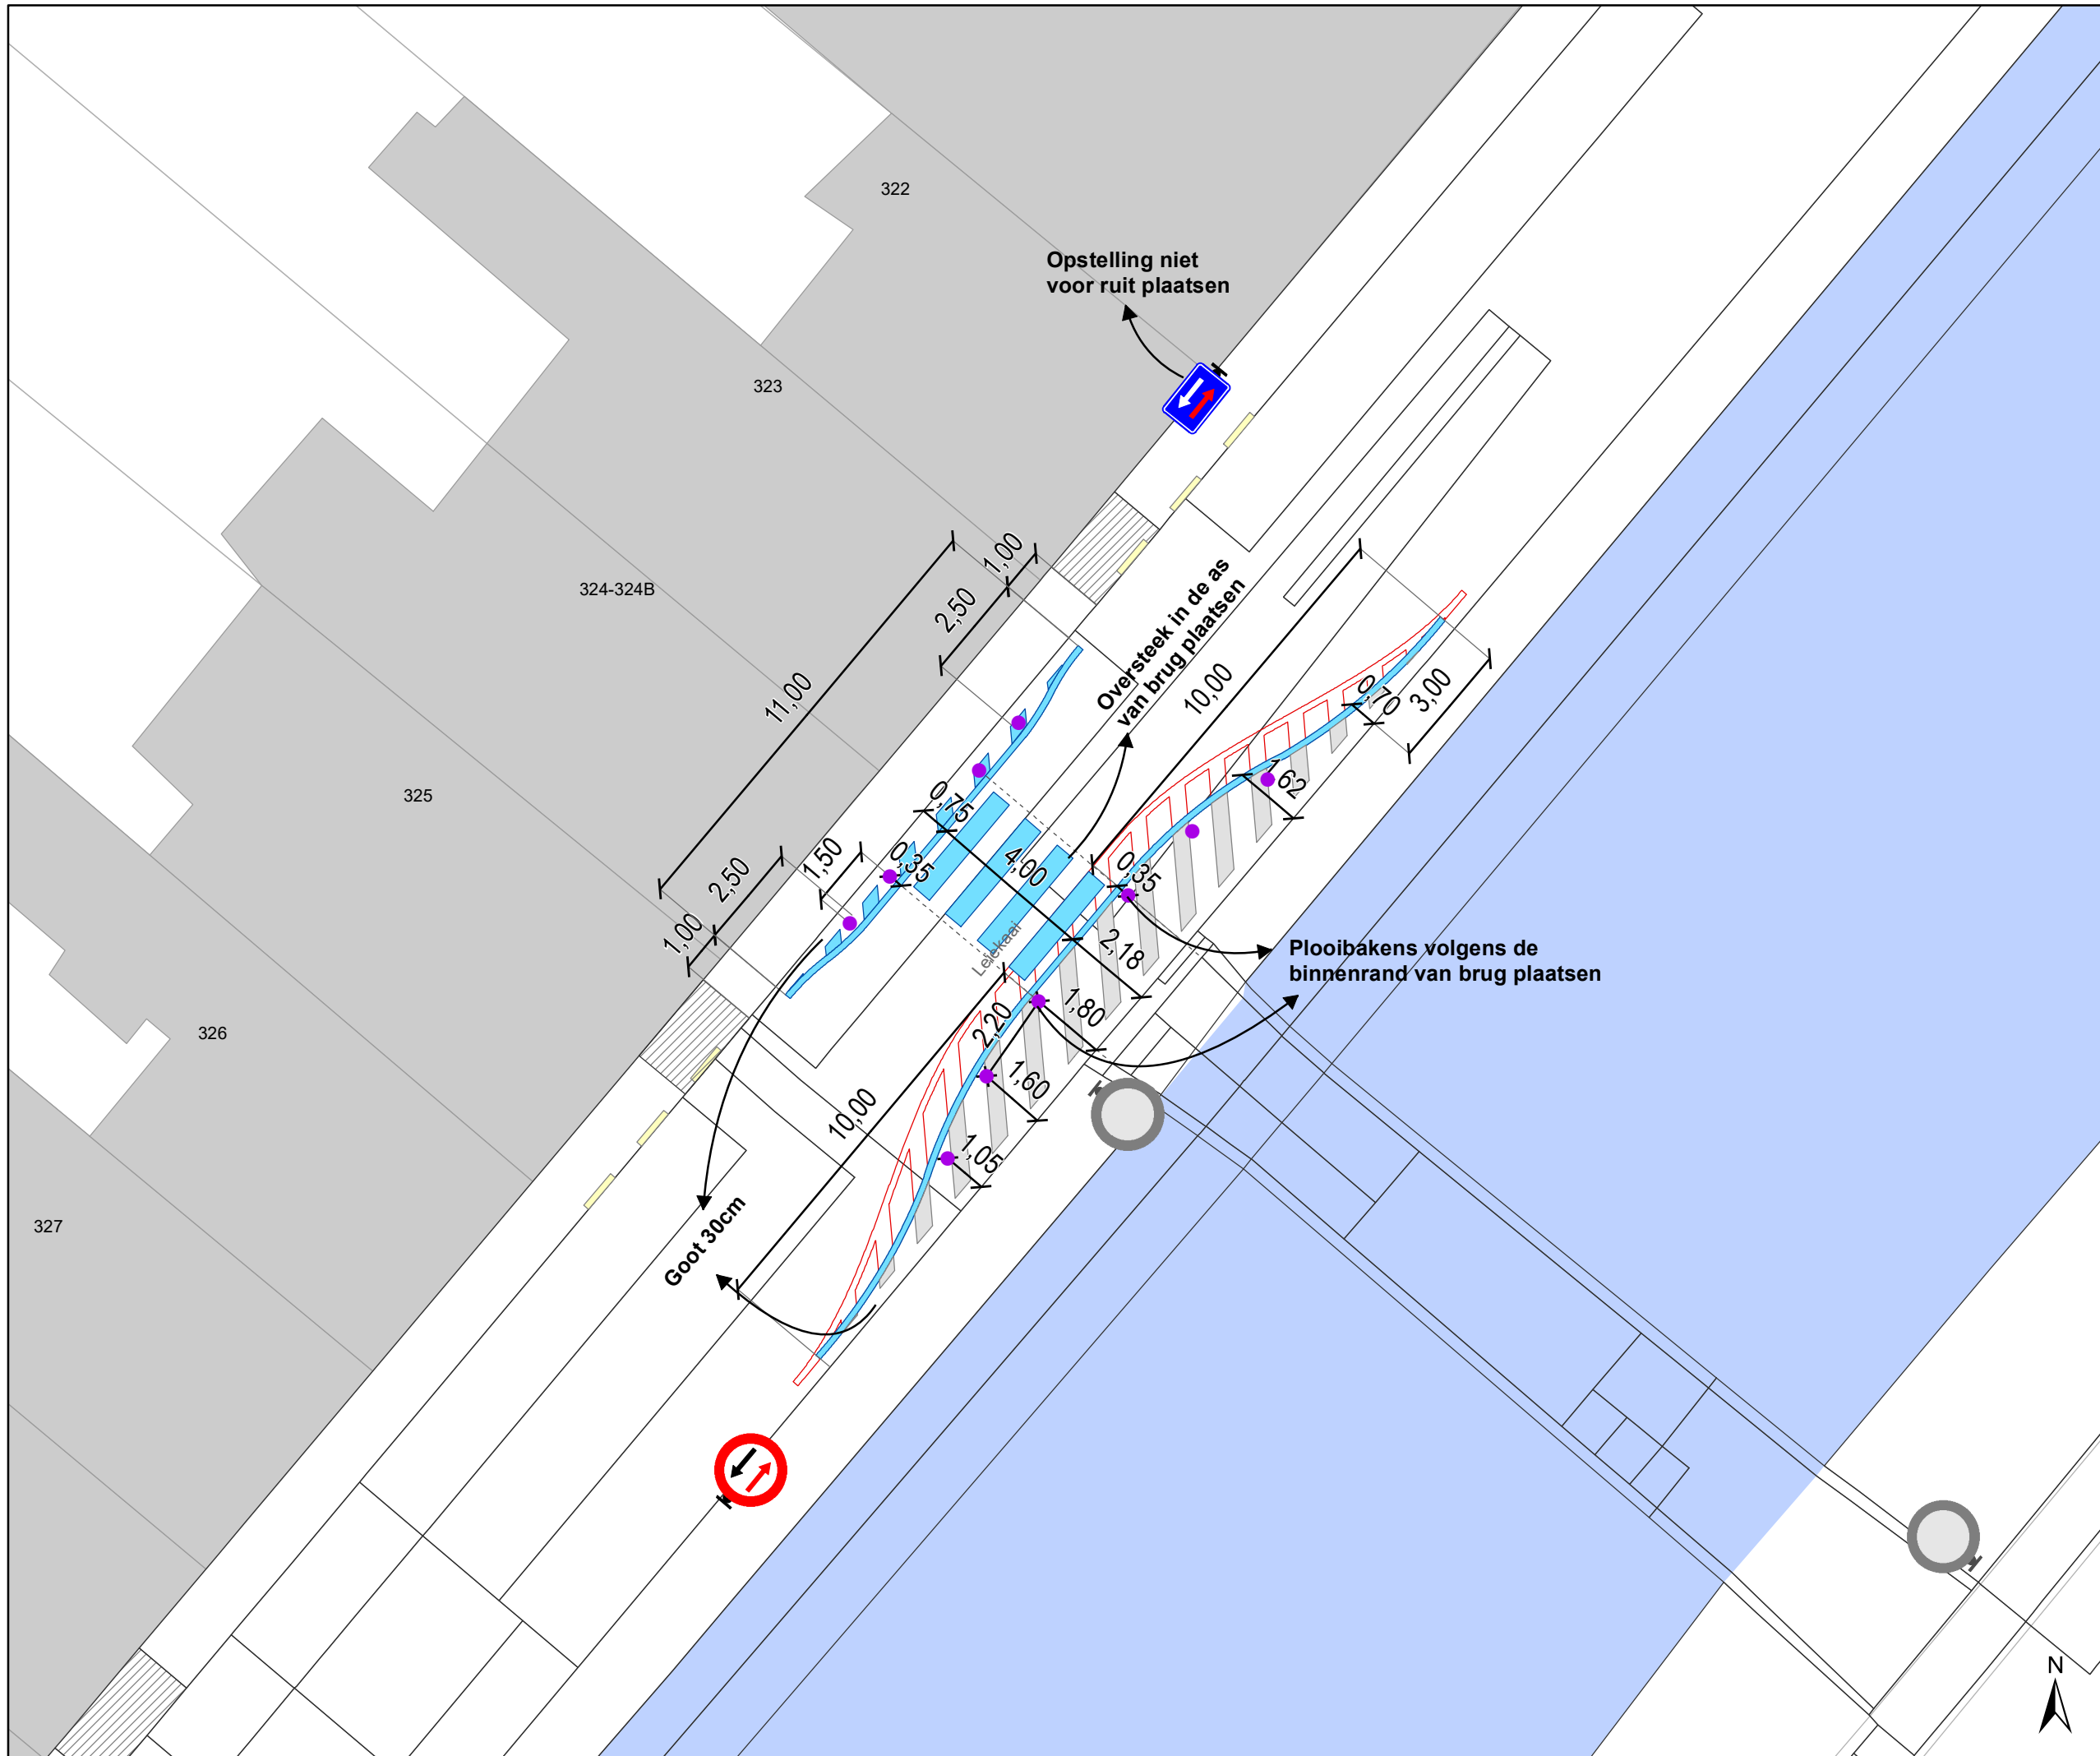 322
Opstelling niet
voor ruit plaatsen
323
324-324B
1,00
2,50
11,00
Oversteek in de as
van brug plaatsen
10,00
0,70
3,00
325
0,75
1,62
1,50
0,35
4,00
0,35
2,50
1,00
Leiekaai
2,18
Plooibakens volgens de
binnenrand van brug plaatsen
326
1,80
2,20
1,60
10,00
1,05
327
Goot 30cm
N